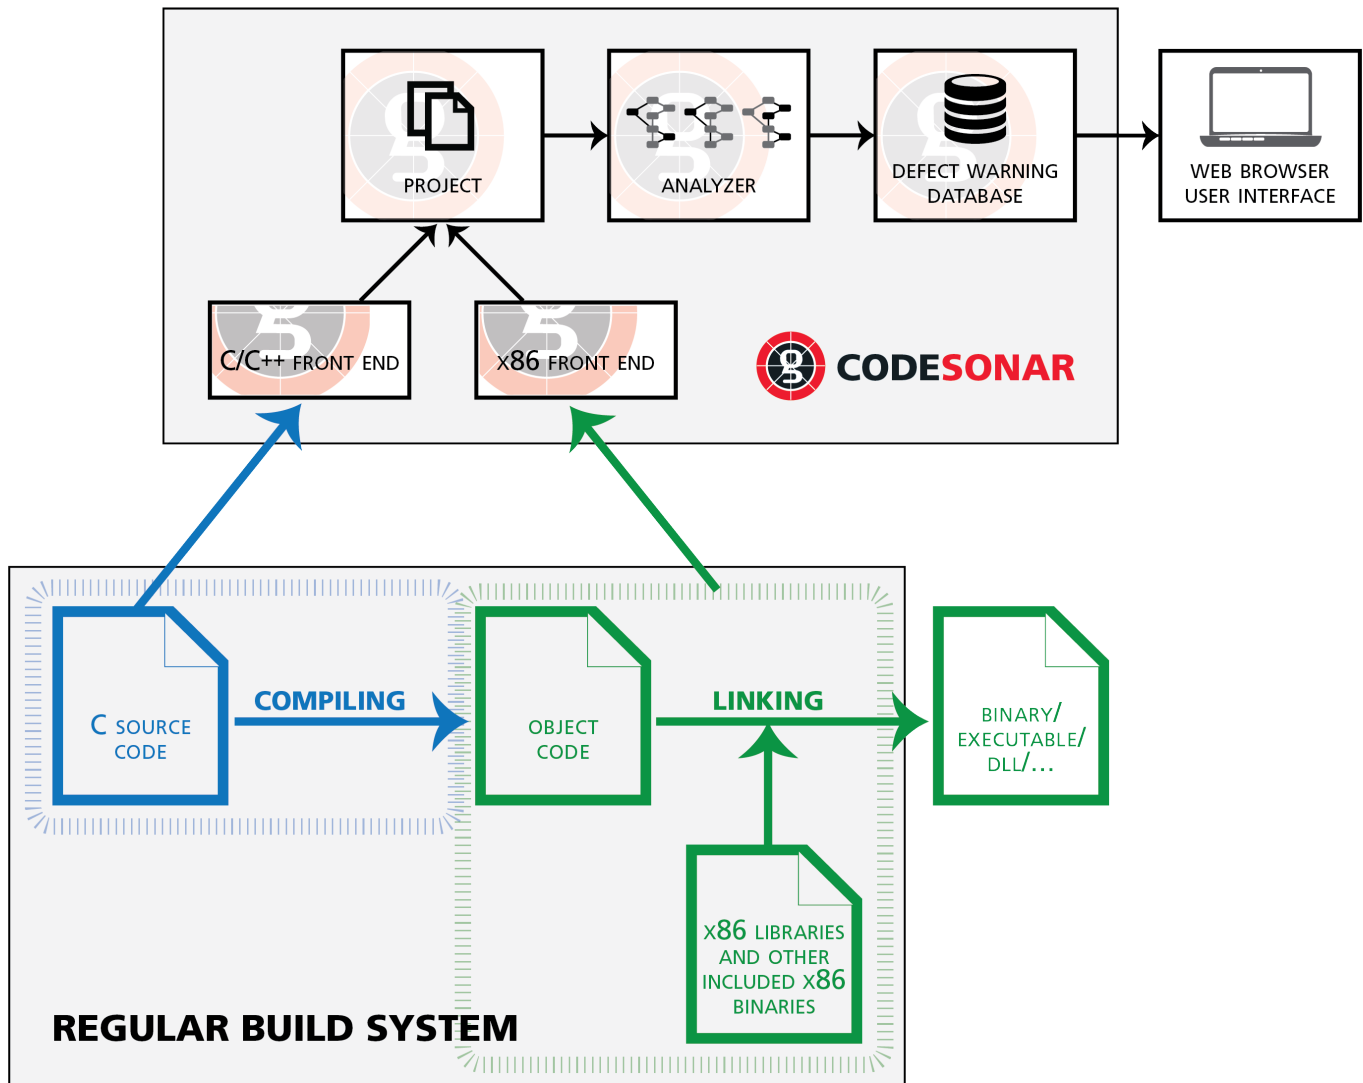 PROJECT
ANALYZER
DEFECT WARNING
DATABASE
WEB BROWSER
USER INTERFACE
C/C++ FRONT END
X86 FRONT END
CODESONAR
COMPILING
LINKING
C SOURCE
CODE
OBJECT
CODE
BINARY/
EXECUTABLE/
DLL/...
X86 LIBRARIES
AND OTHER
INCLUDED X86
BINARIES
REGULAR BUILD SYSTEM